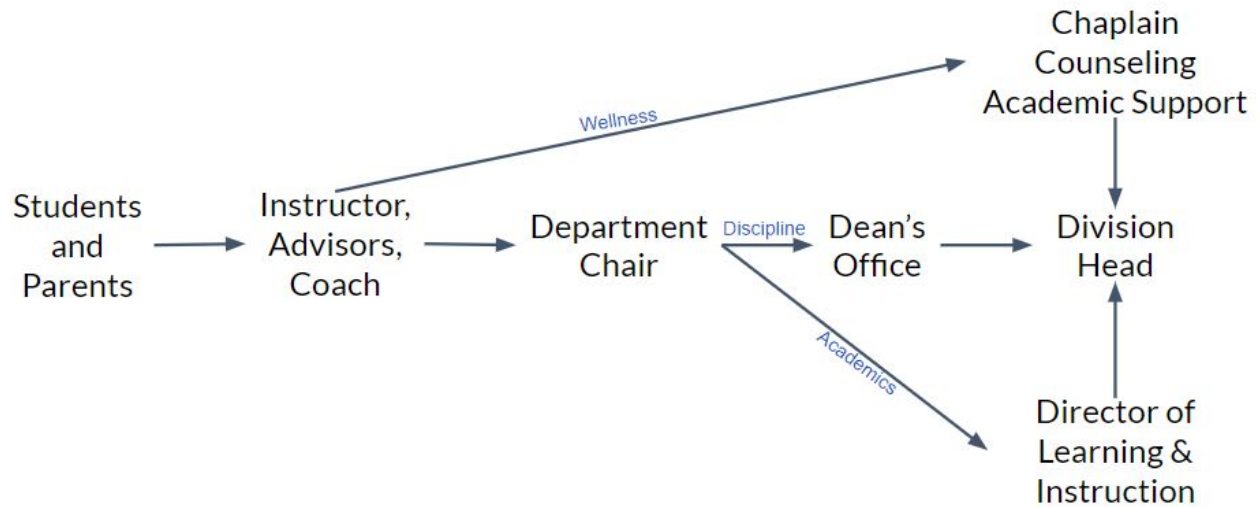 Chaplain
Counseling
Academic Support
Wellness
Students
and
Parents
Instructor,
Advisors,
Coach
Department
Chair
Discipline
Dean’s
Office
Division
Head
Academics
Director of
Learning &
Instruction